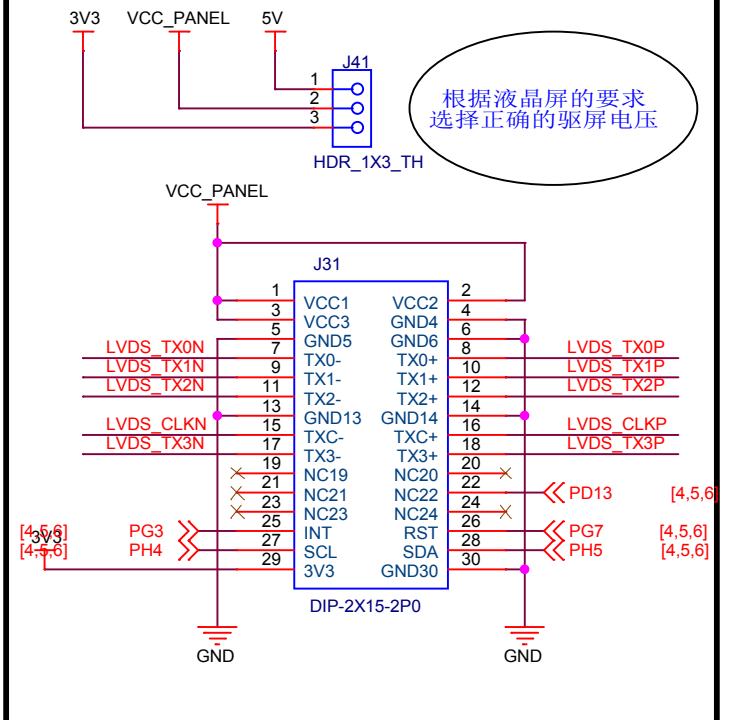 3V3 VCC_PANEL 5V
J41
1
2
3
HDR_1X3_TH
根据液晶屏的要求
选择正确的驱屏电压
VCC_PANEL
J31
1 VCC1 VCC2 2
3 VCC3 GND4 4
5 GND5 GND6 6
LVDS_TX0N 7 TX0- TX0+ 8 LVDS_TX0P
LVDS_TX1N 9 TX1- TX1+ 10 LVDS_TX1P
LVDS_TX2N 11 TX2- TX2+ 12 LVDS_TX2P
13 GND13 GND14 14
LVDS_CLKN 15 TXC- TXC+ 16 LVDS_CLKP
LVDS_TX3N 17 TX3- TX3+ 18 LVDS_TX3P
19 NC19 NC20 20
21 NC21 NC22 22 PD13 [4,5,6]
23 NC23 NC24 24
[4,5,6] PG3 25 INT RST 26 PG7 [4,5,6]
[4,5,6] PH4 27 SCL SDA 28 PH5 [4,5,6]
3V3 29 3V3 GND30 30
DIP-2X15-2P0
GND GND